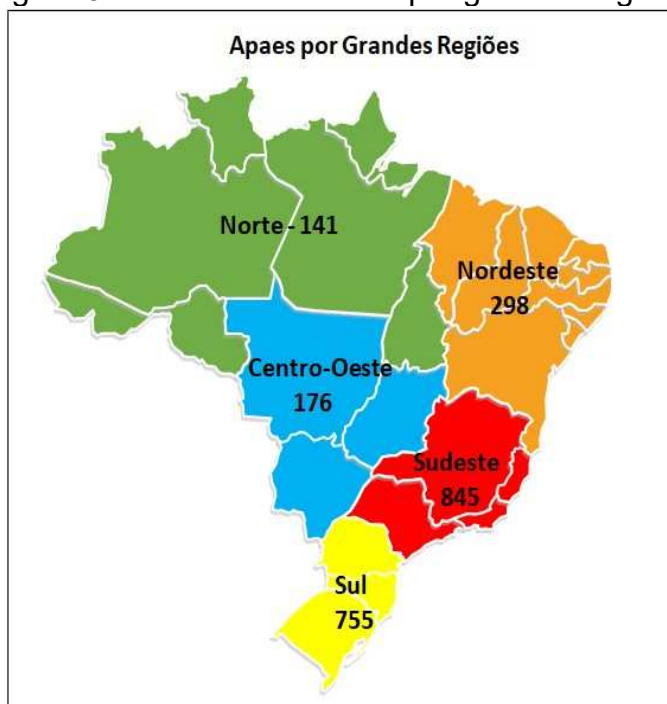 Apaes por Grandes Regiões
Norte - 141
Nordeste
298
Centro-Oeste
176
Sudeste
845
Sul
755